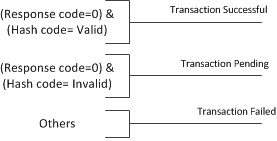 (Response code=0) &
(Hash code= Valid)
Transaction Successful
(Response code=0) &
(Hash code= Invalid)
Transaction Pending
Others
Transaction Failed